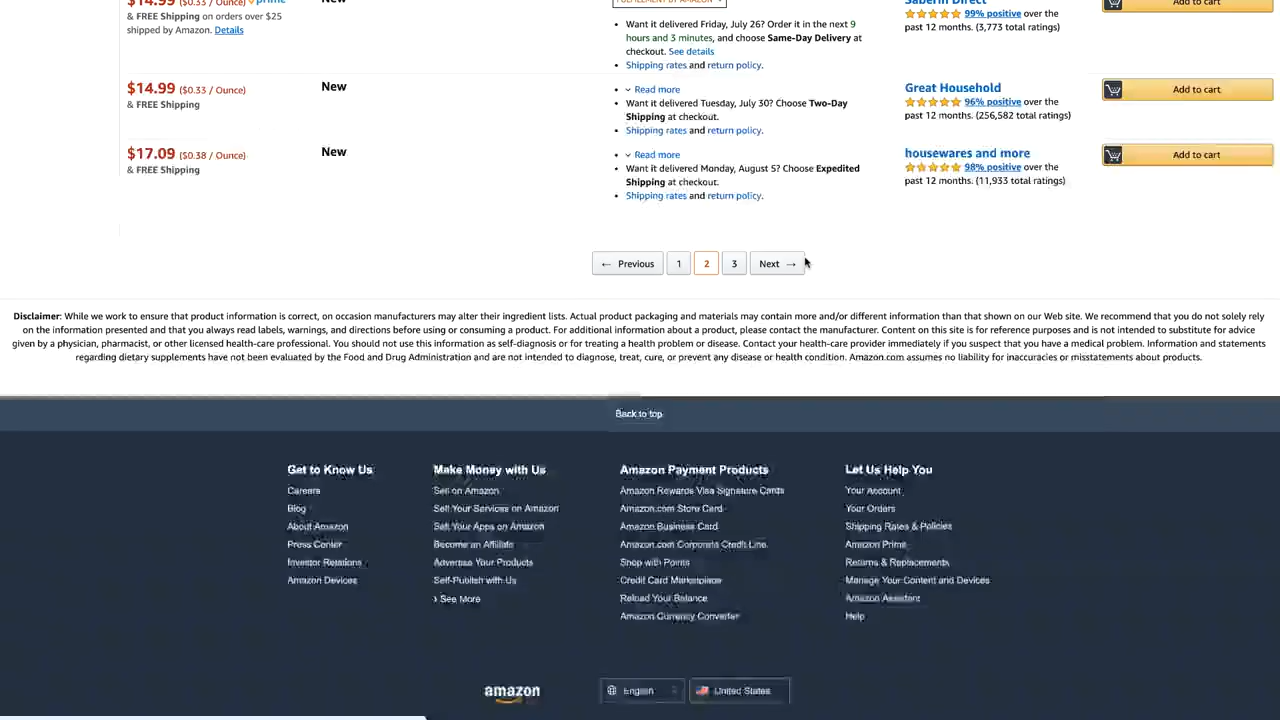 $14.99 ($0.33 / Ounce) prime
& FREE Shipping on orders over $25
shipped by Amazon. Details
New
FULFILLMENT BY AMAZON
Want it delivered Friday, July 26? Order it in the next 9
hours and 3 minutes, and choose Same-Day Delivery at
checkout. See details
Shipping rates and return policy.
Saberin Direct
99% positive over the
past 12 months. (3,773 total ratings)
Add to cart
$14.99 ($0.33 / Ounce)
& FREE Shipping
New
Read more
Want it delivered Tuesday, July 30? Choose Two-Day
Shipping at checkout.
Shipping rates and return policy.
Great Household
96% positive over the
past 12 months. (256,582 total ratings)
Add to cart
$17.09 ($0.38 / Ounce)
& FREE Shipping
New
Read more
Want it delivered Monday, August 5? Choose Expedited
Shipping at checkout.
Shipping rates and return policy.
housewares and more
98% positive over the
past 12 months. (11,933 total ratings)
Add to cart
← Previous 1 2 3 Next →
Disclaimer: While we work to ensure that product information is correct, on occasion manufacturers may alter their ingredient lists. Actual product packaging and materials may contain more and/or different information than that shown on our Web site. We recommend that you do not solely rely
on the information presented and that you always read labels, warnings, and directions before using or consuming a product. For additional information about a product, please contact the manufacturer. Content on this site is for reference purposes and is not intended to substitute for advice
given by a physician, pharmacist, or other licensed health-care professional. You should not use this information as self-diagnosis or for treating a health problem or disease. Contact your health-care provider immediately if you suspect that you have a medical problem. Information and statements
regarding dietary supplements have not been evaluated by the Food and Drug Administration and are not intended to diagnose, treat, cure, or prevent any disease or health condition. Amazon.com assumes no liability for inaccuracies or misstatements about products.
Back to top
Get to Know Us
Careers
Blog
About Amazon
Press Center
Investor Relations
Amazon Devices
Make Money with Us
Sell on Amazon
Sell Your Services on Amazon
Sell Your Apps on Amazon
Become an Affiliate
Advertise Your Products
Self-Publish with Us
› See More
Amazon Payment Products
Amazon Rewards Visa Signature Cards
Amazon.com Store Card
Amazon Business Card
Amazon.com Corporate Credit Line
Shop with Points
Credit Card Marketplace
Reload Your Balance
Amazon Currency Converter
Let Us Help You
Your Account
Your Orders
Shipping Rates & Policies
Amazon Prime
Returns & Replacements
Manage Your Content and Devices
Amazon Assistant
Help
amazon
English
United States